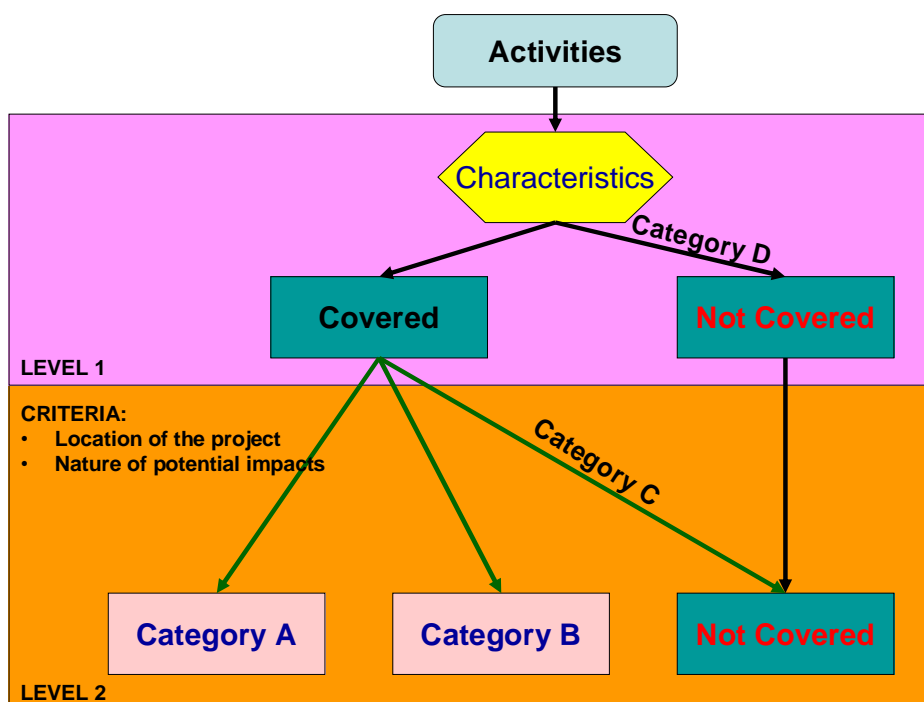 Activities
Characteristics
Category D
Covered
Not Covered
LEVEL 1
CRITERIA:
• Location of the project
• Nature of potential impacts
Category C
Category A
Category B
Not Covered
LEVEL 2